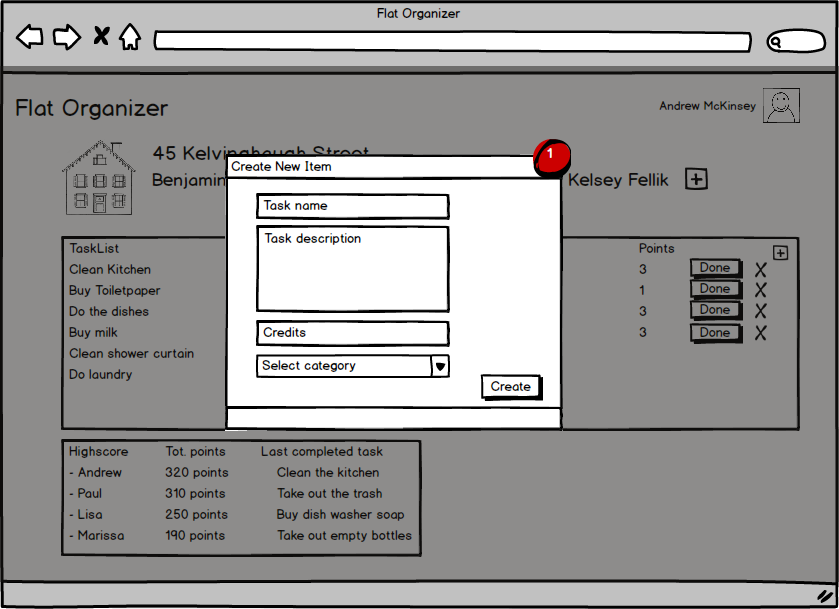 Flat Organizer
Flat Organizer
Andrew McKinsey
45 Kelvinghaugh Street
Benjamin
Kelsey Fellik
1
Create New Item
Task name
Task description
Credits
Select category
Create
TaskList Points
Clean Kitchen 3 Done X
Buy Toiletpaper 1 Done X
Do the dishes 3 Done X
Buy milk 3 Done X
Clean shower curtain
Do laundry
Highscore Tot. points Last completed task
- Andrew 320 points Clean the kitchen
- Paul 310 points Take out the trash
- Lisa 250 points Buy dish washer soap
- Marissa 190 points Take out empty bottles